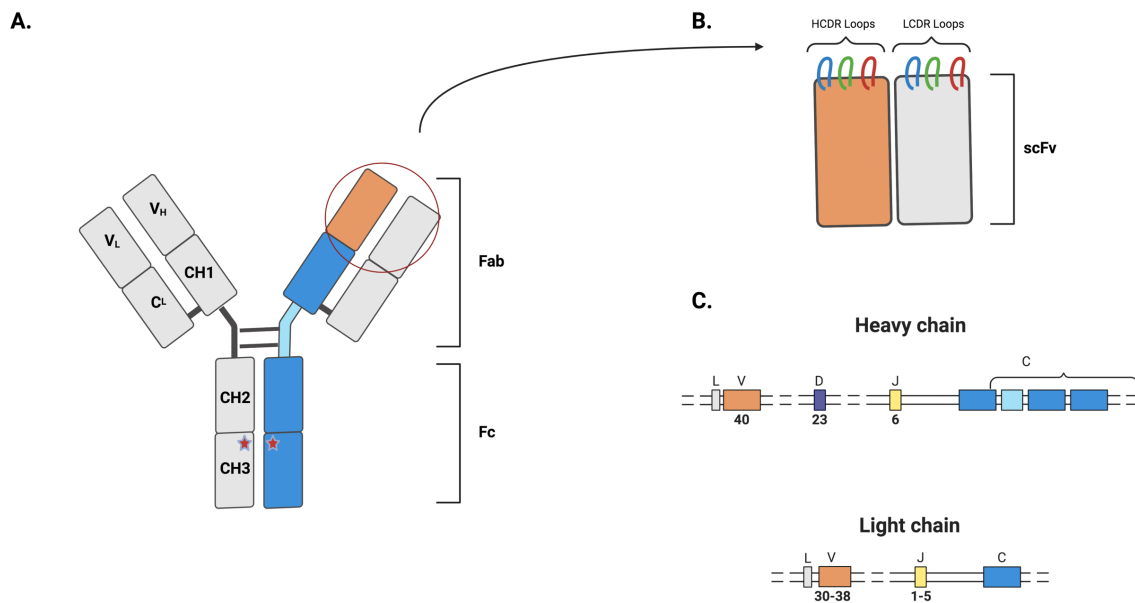 A.
VH
VL
CH1
CL
CH2
CH3
Fab
Fc
B.
HCDR Loops LCDR Loops
scFv
C.
Heavy chain
C
L V D J
40 23 6
Light chain
L V J C
30-38 1-5